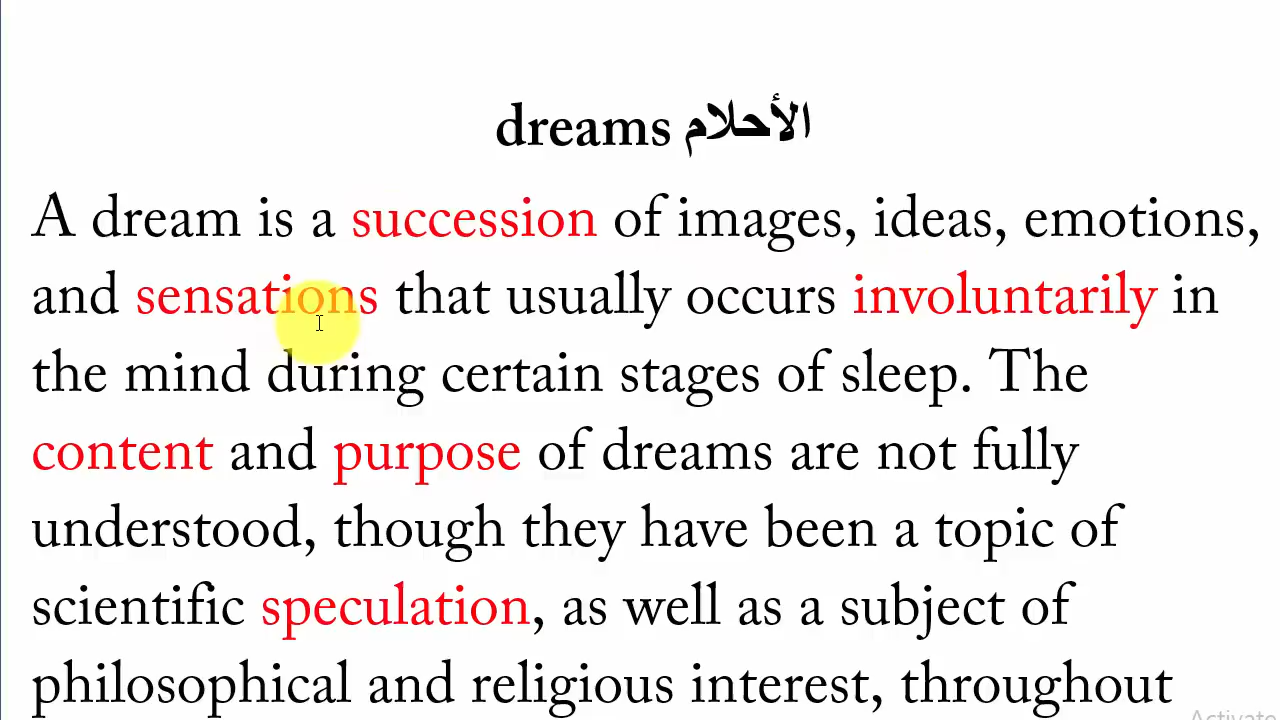 dreams الأحلام
A dream is a succession of images, ideas, emotions,
and sensations that usually occurs involuntarily in
the mind during certain stages of sleep. The
content and purpose of dreams are not fully
understood, though they have been a topic of
scientific speculation, as well as a subject of
philosophical and religious interest, throughout
Activate